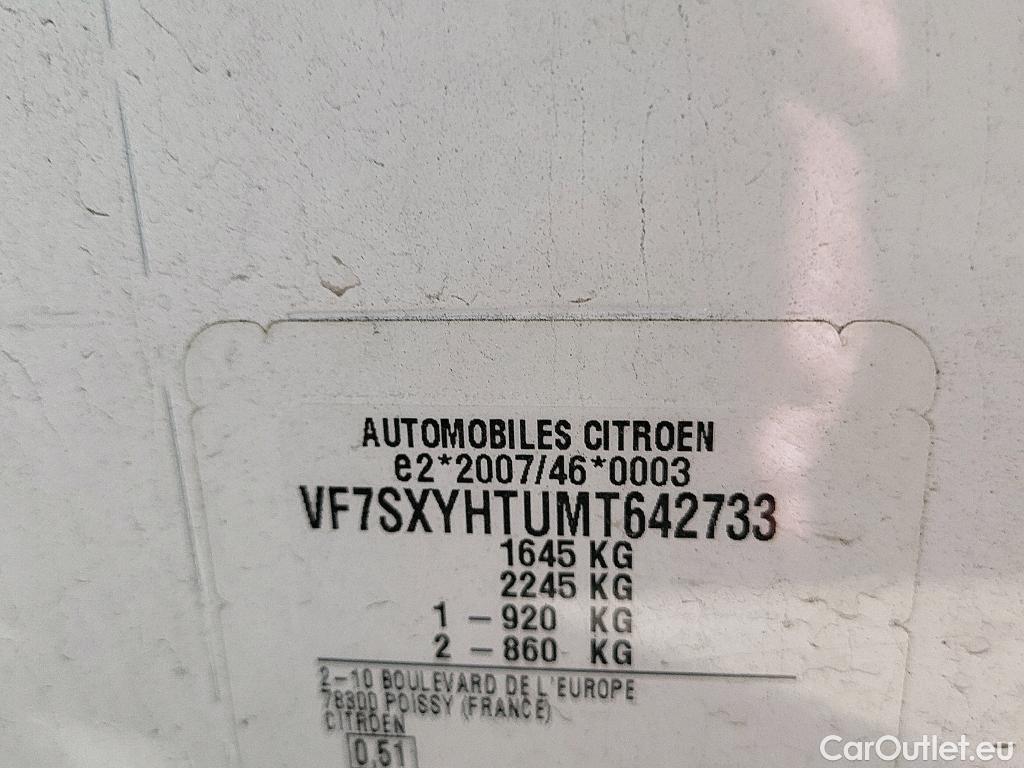 AUTOMOBILES CITROEN
e2*2007/46*0003
VF7SXYHTUMT642733
1645 KG
2245 KG
1 - 920 KG
2 - 860 KG
2-10 BOULEVARD DE L'EUROPE
78300 POISSY (FRANCE)
CITROEN
0,51
CarOutlet.eu